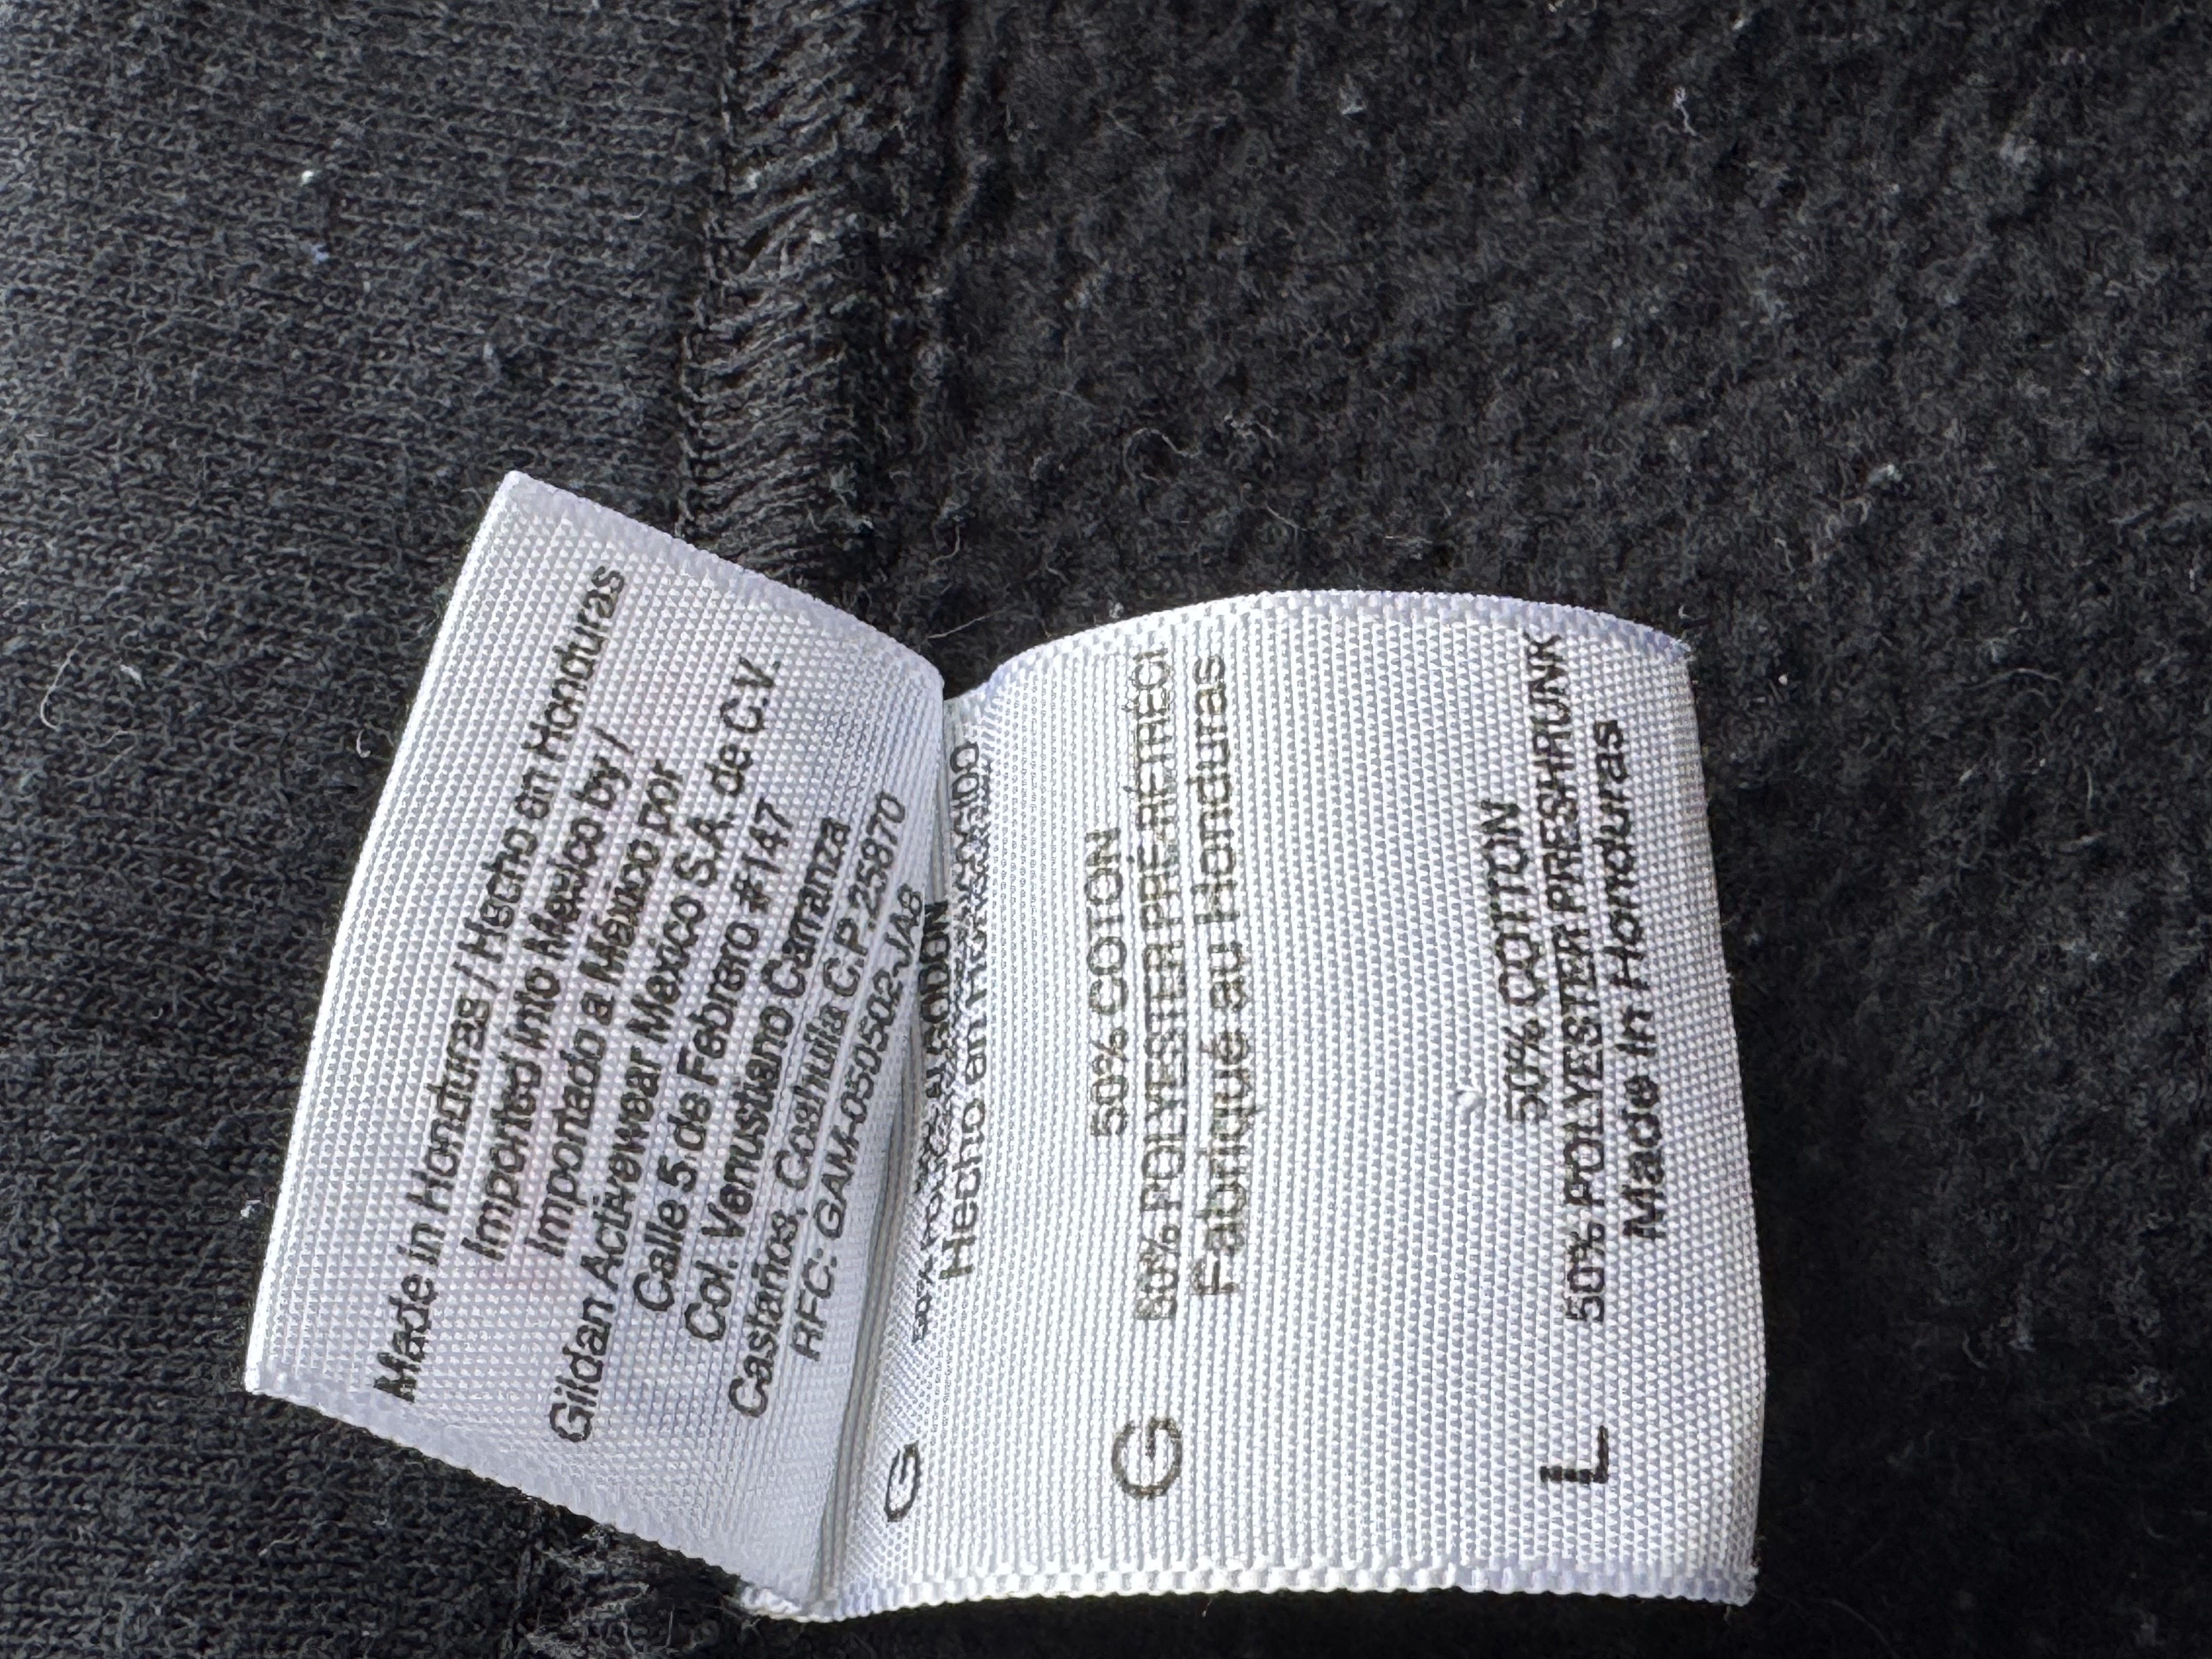 Made in Honduras / Hecho en Honduras
Imported into Mexico by /
Importado a México por
Gildan Activewear Mexico S.A. de C.V.
Calle 5 de Febrero #147
Col. Venustiano Carranza
Castaños, Coahuila C.P. 25870
RFC: GAM-050502-JA8
G
Hecho en
50% COTON
G 50% POLYESTER PRÉ-RÉTRÉCI
Fabriqué au Honduras
50% COTTON
L 50% POLYESTER PRESHRUNK
Made in Honduras